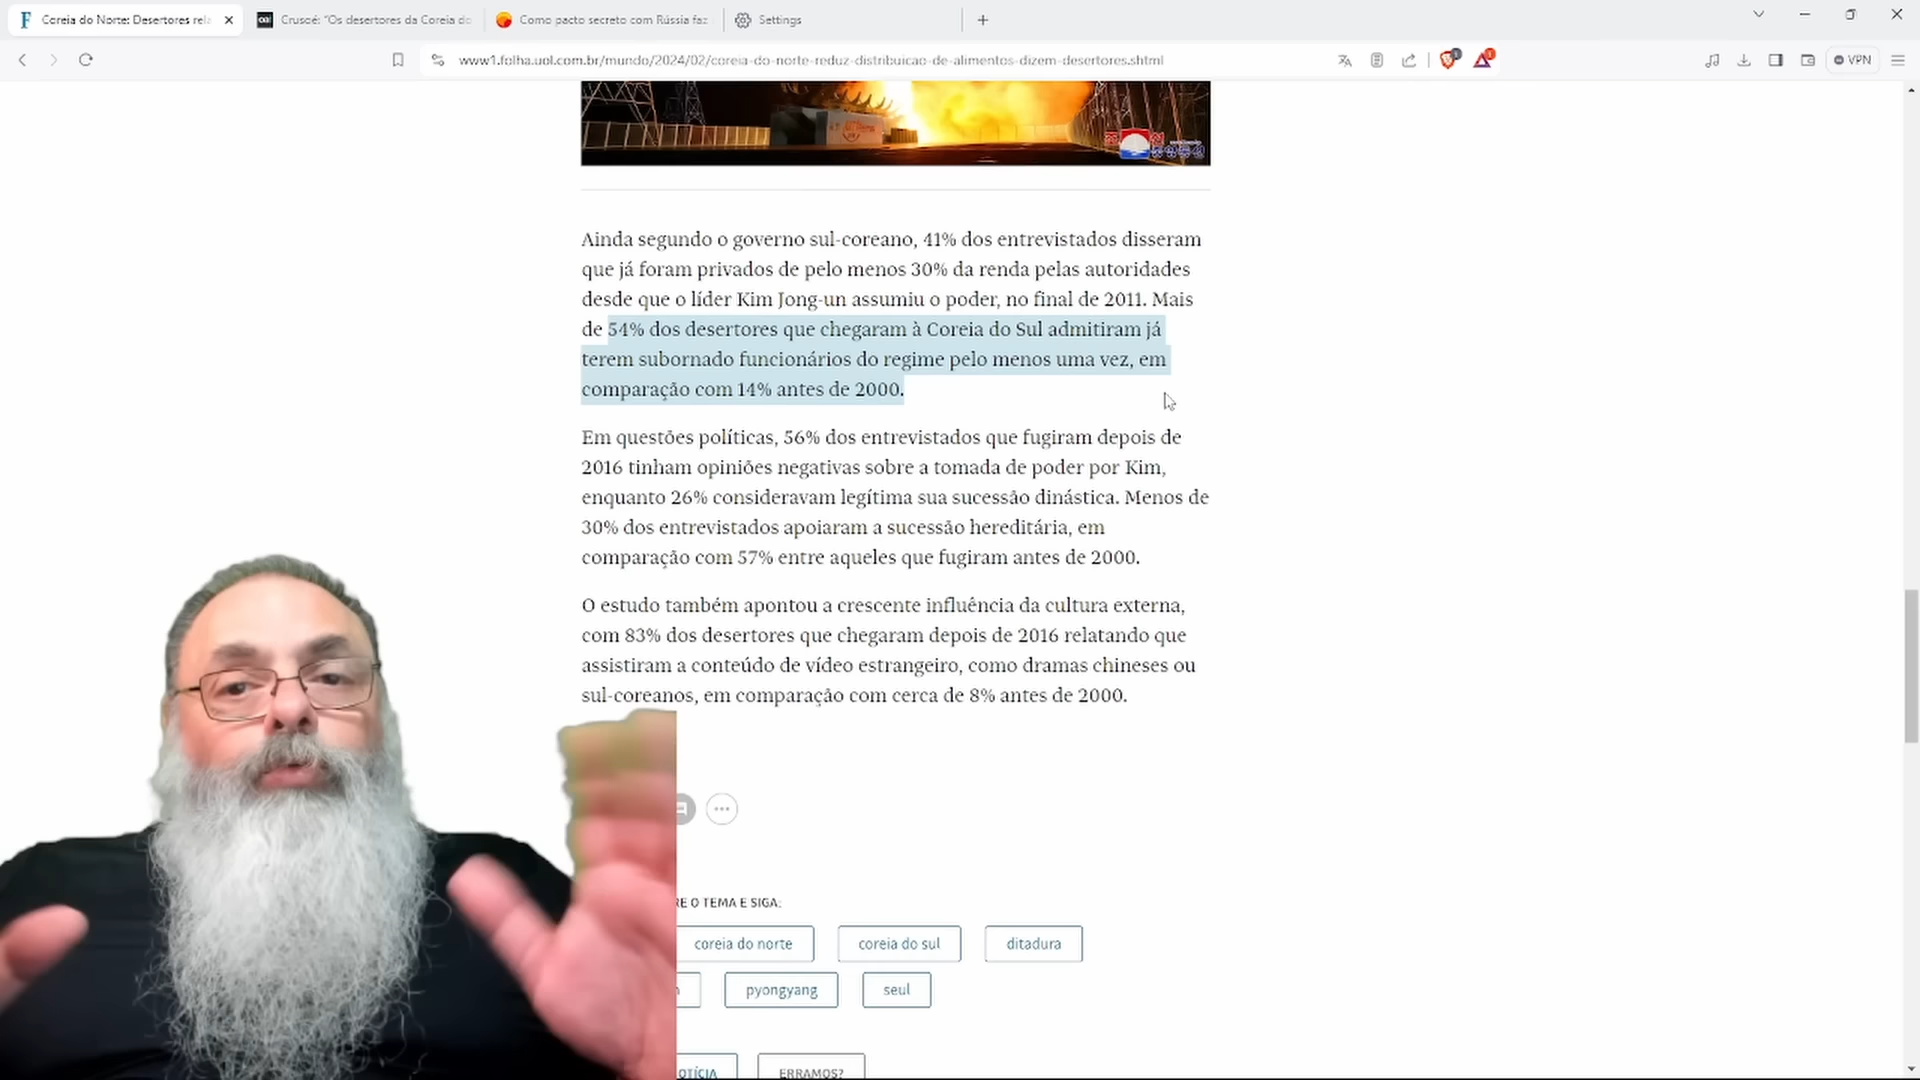 Coreia do Norte: Desertores rela
Crusoé: "Os desertores da Coreia do
Como pacto secreto com Rússia faz
Settings
www1.folha.uol.com.br/mundo/2024/02/coreia-do-norte-reduz-distribuicao-de-alimentos-dizem-desertores.shtml
VPN
Ainda segundo o governo sul-coreano, 41% dos entrevistados disseram
que já foram privados de pelo menos 30% da renda pelas autoridades
desde que o líder Kim Jong-un assumiu o poder, no final de 2011. Mais
de 54% dos desertores que chegaram à Coreia do Sul admitiram já
terem subornado funcionários do regime pelo menos uma vez, em
comparação com 14% antes de 2000.
Em questões políticas, 56% dos entrevistados que fugiram depois de
2016 tinham opiniões negativas sobre a tomada de poder por Kim,
enquanto 26% consideravam legítima sua sucessão dinástica. Menos de
30% dos entrevistados apoiaram a sucessão hereditária, em
comparação com 57% entre aqueles que fugiram antes de 2000.
O estudo também apontou a crescente influência da cultura externa,
com 83% dos desertores que chegaram depois de 2016 relatando que
assistiram a conteúdo de vídeo estrangeiro, como dramas chineses ou
sul-coreanos, em comparação com cerca de 8% antes de 2000.
RE O TEMA E SIGA:
coreia do norte
coreia do sul
ditadura
pyongyang
seul
OTÍCIA
ERRAMOS?